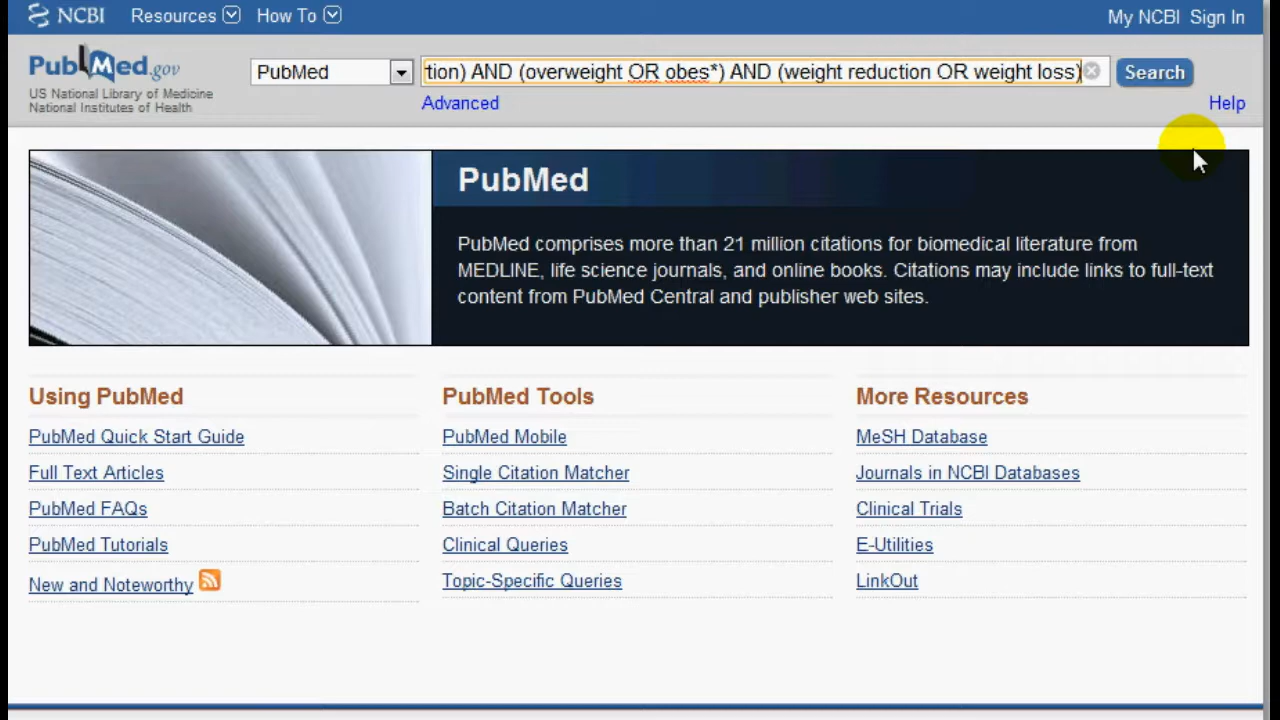 NCBI Resources How To My NCBI Sign In
PubMed.gov
US National Library of Medicine
National Institutes of Health
PubMed
tion) AND (overweight OR obes*) AND (weight reduction OR weight loss)
Search
Advanced
Help
PubMed
PubMed comprises more than 21 million citations for biomedical literature from
MEDLINE, life science journals, and online books. Citations may include links to full-text
content from PubMed Central and publisher web sites.
Using PubMed
PubMed Quick Start Guide
Full Text Articles
PubMed FAQs
PubMed Tutorials
New and Noteworthy
PubMed Tools
PubMed Mobile
Single Citation Matcher
Batch Citation Matcher
Clinical Queries
Topic-Specific Queries
More Resources
MeSH Database
Journals in NCBI Databases
Clinical Trials
E-Utilities
LinkOut